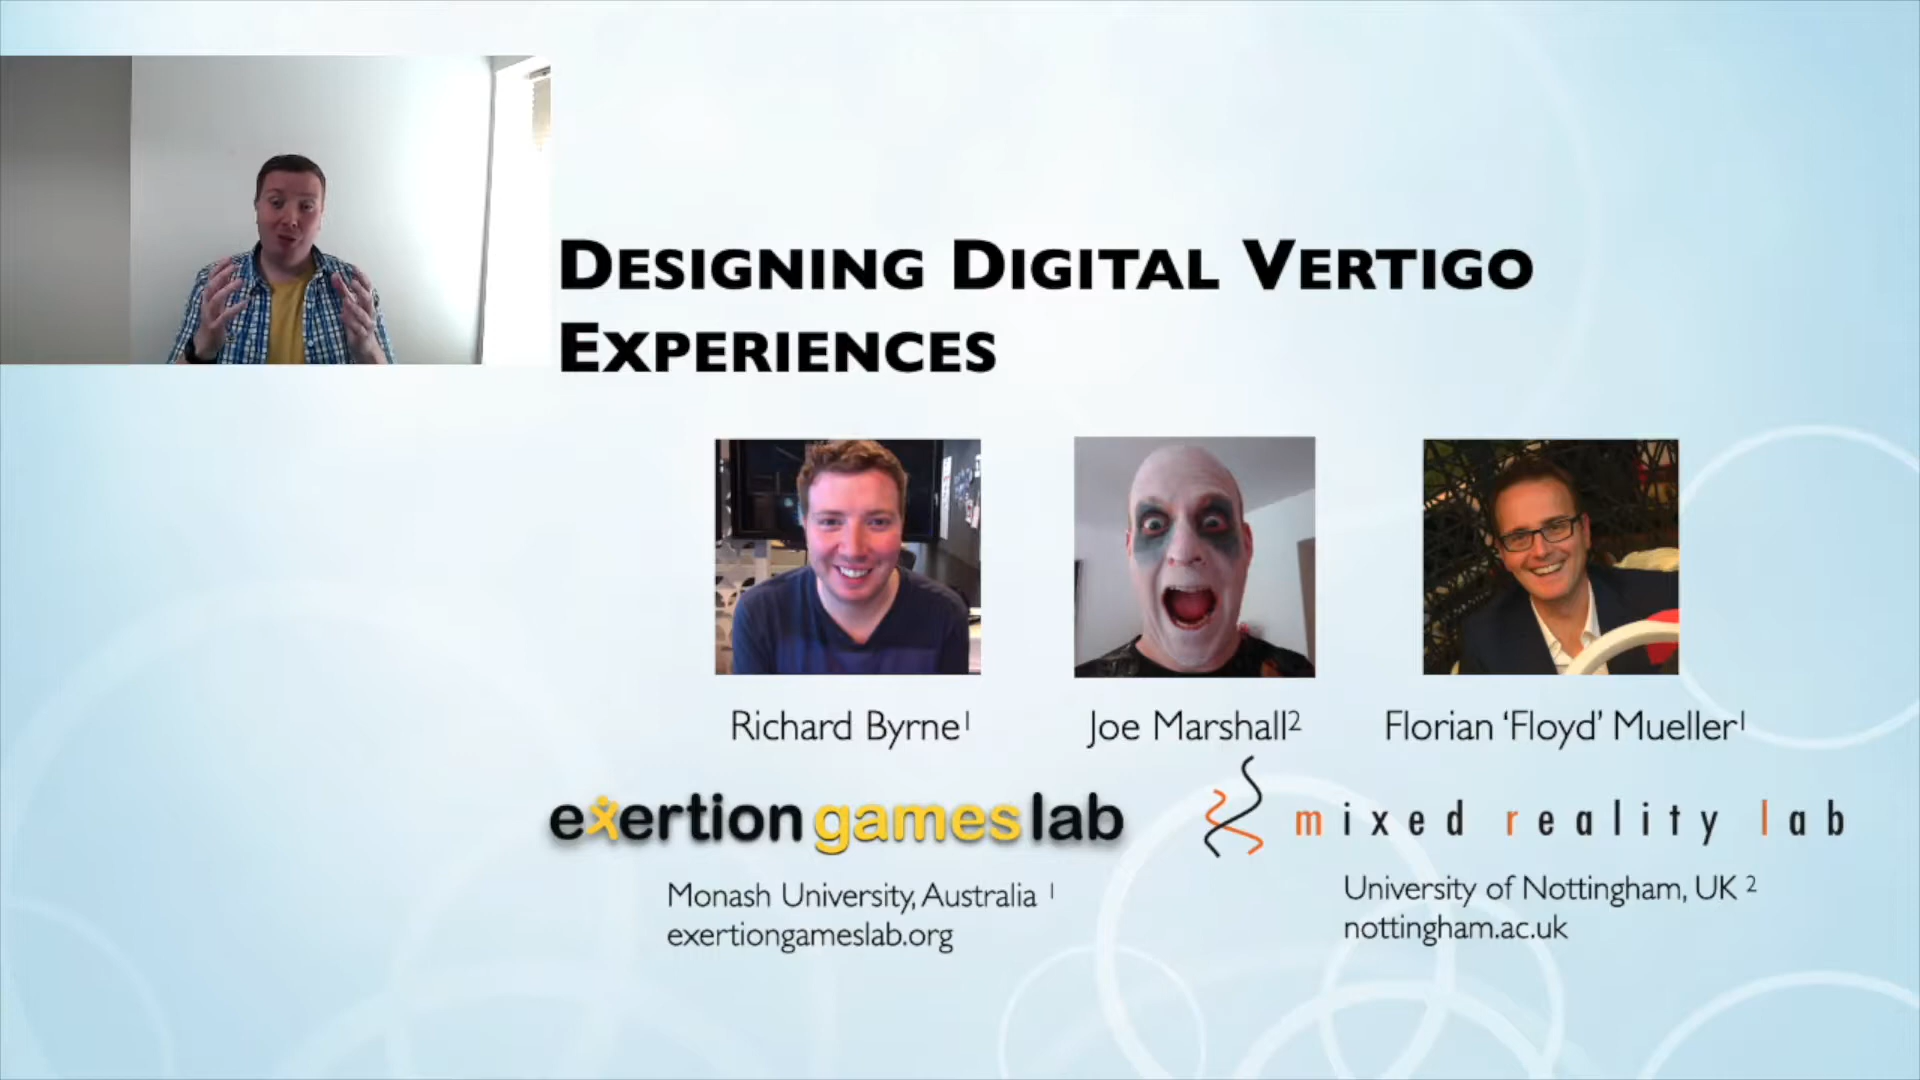 DESIGNING DIGITAL VERTIGO
EXPERIENCES
Richard Byrne1
Joe Marshall2
Florian ‘Floyd’ Mueller1
exertion games lab
mixed reality lab
Monash University, Australia 1
exertiongameslab.org
University of Nottingham, UK 2
nottingham.ac.uk